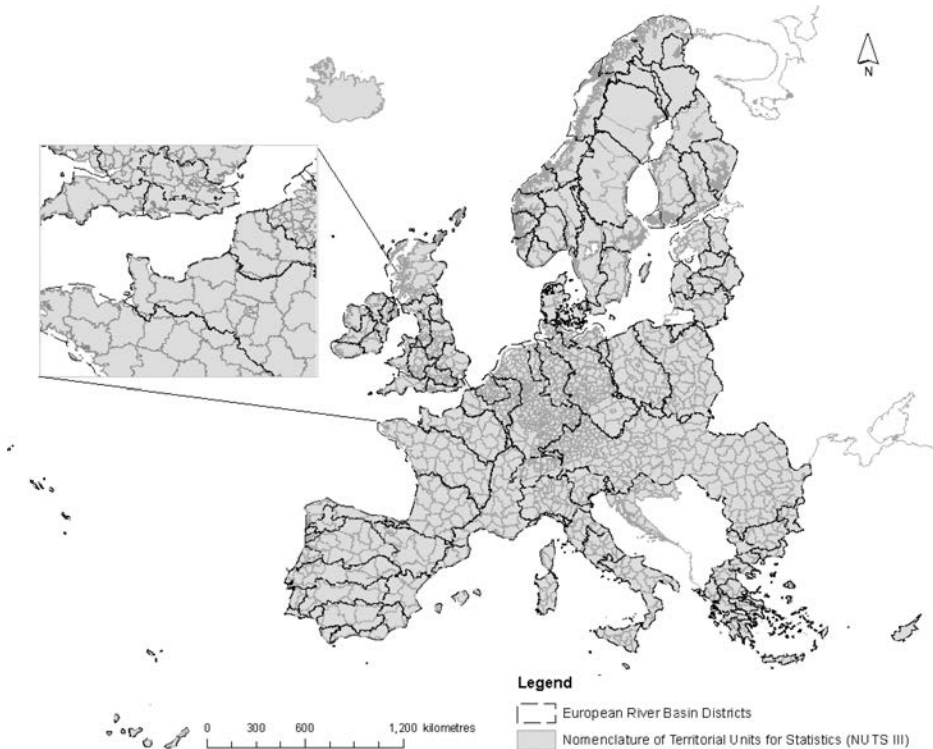 N
Legend
European River Basin Districts
0 300 600 1,200 kilometres
Nomenclature of Territorial Units for Statistics (NUTS III)